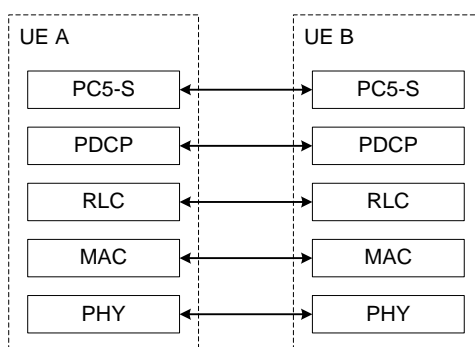 UE A UE B
PC5-S PC5-S
PDCP PDCP
RLC RLC
MAC MAC
PHY PHY